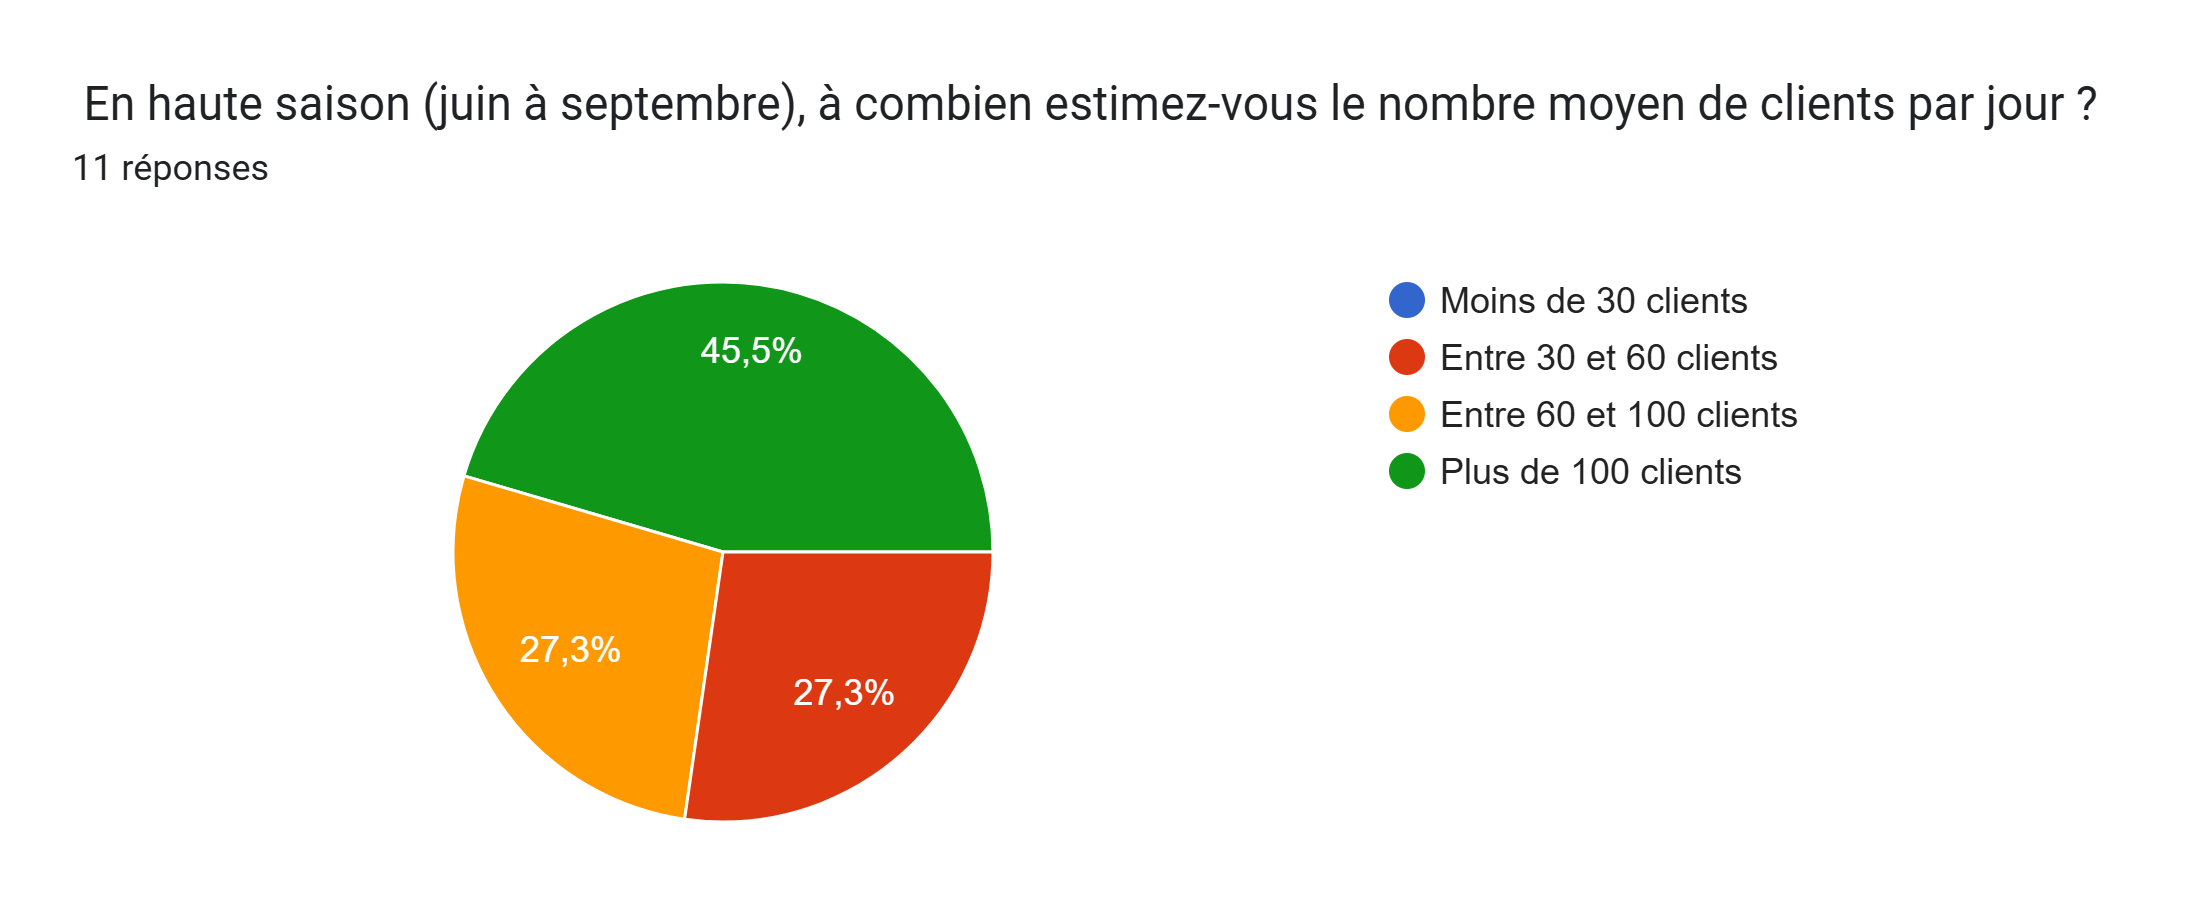 En haute saison (juin à septembre), à combien estimez-vous le nombre moyen de clients par jour ?
11 réponses
45,5%
27,3%
27,3%
Moins de 30 clients
Entre 30 et 60 clients
Entre 60 et 100 clients
Plus de 100 clients